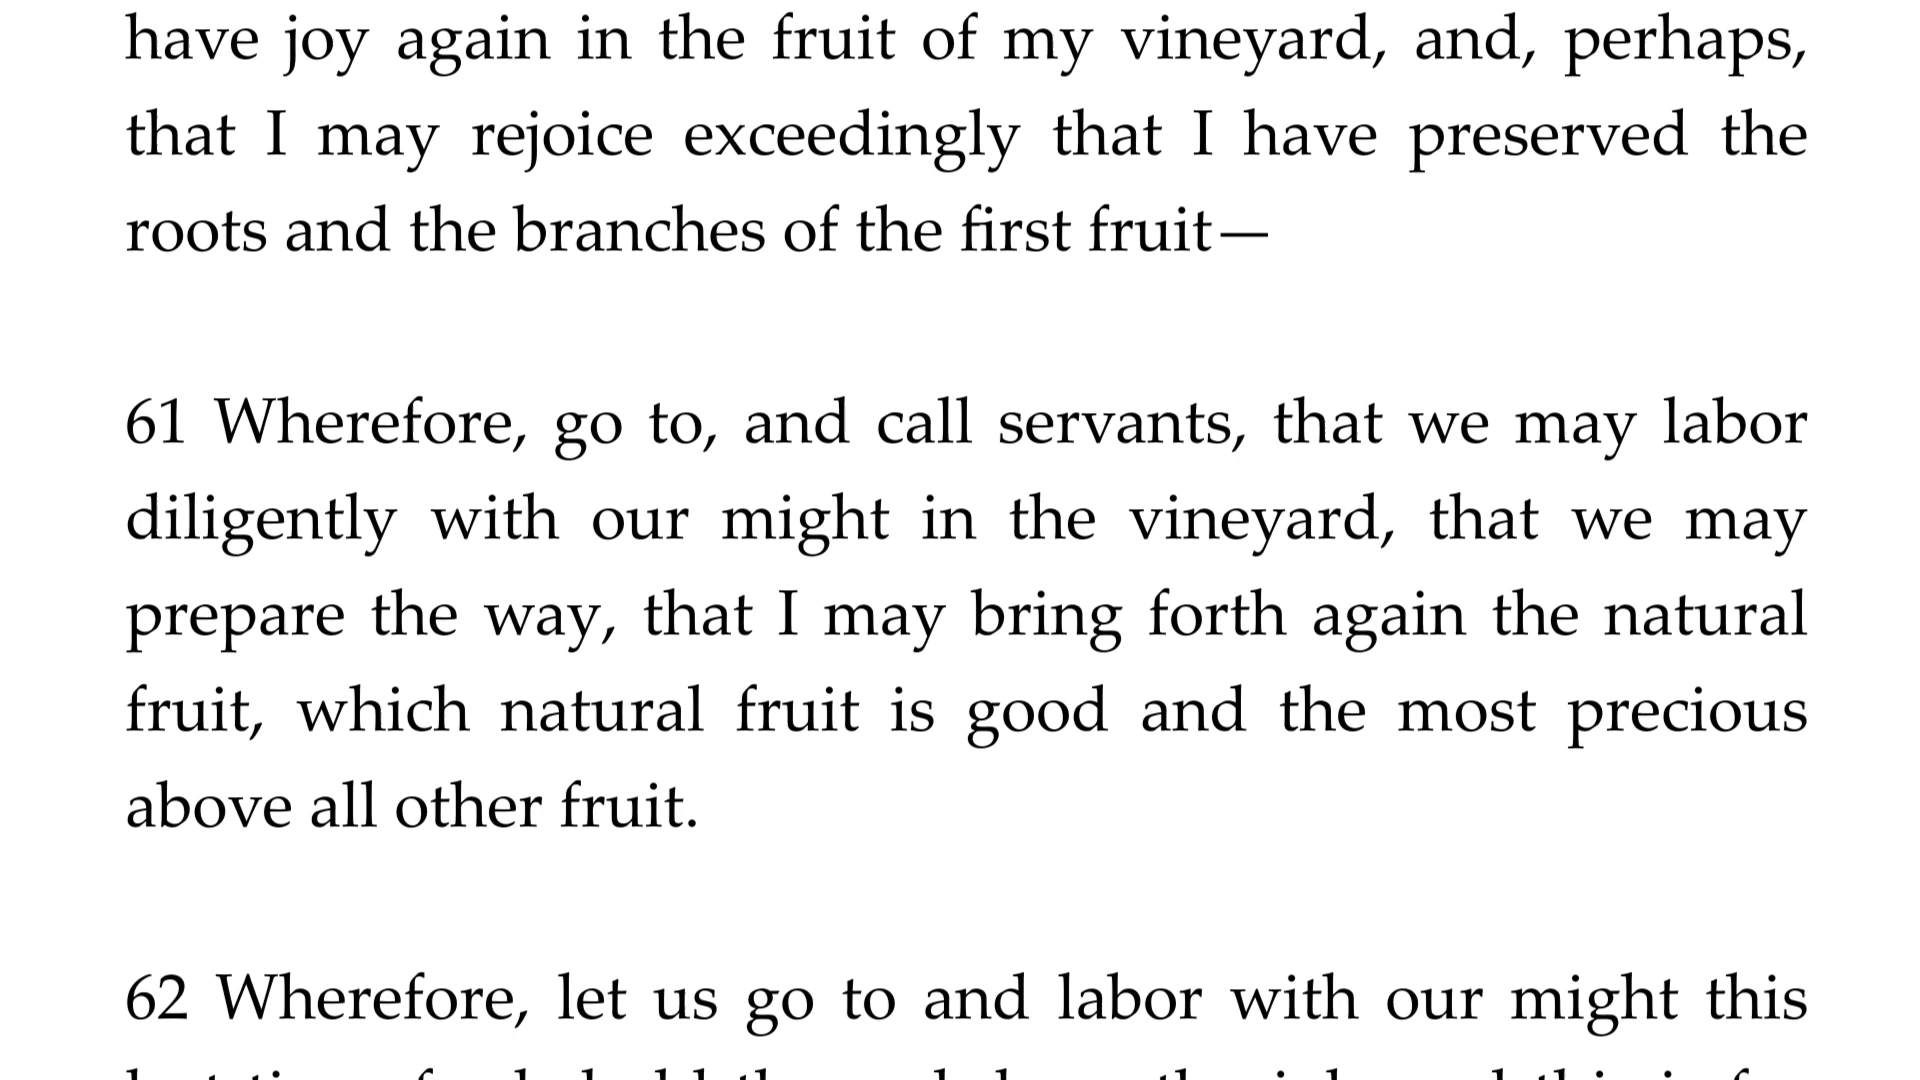 have joy again in the fruit of my vineyard, and, perhaps,
that I may rejoice exceedingly that I have preserved the
roots and the branches of the first fruit—
61 Wherefore, go to, and call servants, that we may labor
diligently with our might in the vineyard, that we may
prepare the way, that I may bring forth again the natural
fruit, which natural fruit is good and the most precious
above all other fruit.
62 Wherefore, let us go to and labor with our might this